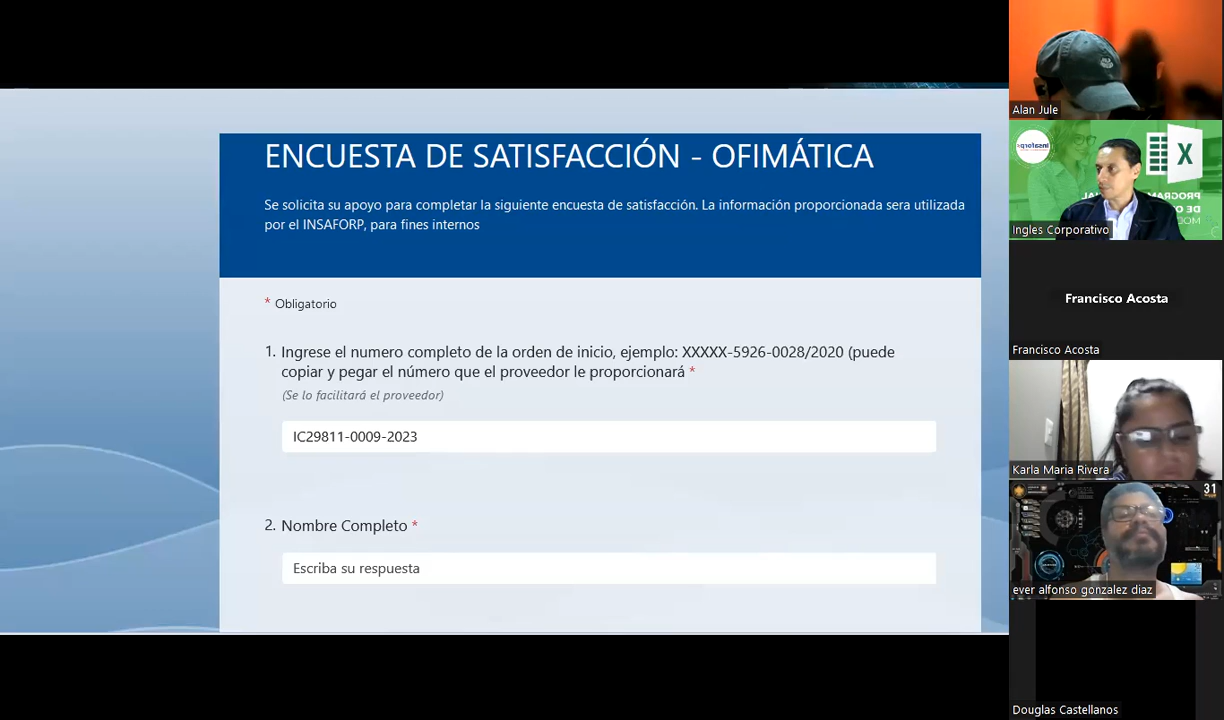 ENCUESTA DE SATISFACCIÓN - OFIMÁTICA
Se solicita su apoyo para completar la siguiente encuesta de satisfacción. La información proporcionada sera utilizada
por el INSAFORP, para fines internos
* Obligatorio
1. Ingrese el numero completo de la orden de inicio, ejemplo: XXXXX-5926-0028/2020 (puede
copiar y pegar el número que el proveedor le proporcionará *
(Se lo facilitará el proveedor)
IC29811-0009-2023
2. Nombre Completo *
Escriba su respuesta
Alan Jule
insaforp
X
Ingles Corporativo
Francisco Acosta
Francisco Acosta
Karla Maria Rivera
31
ever alfonso gonzalez diaz
Douglas Castellanos